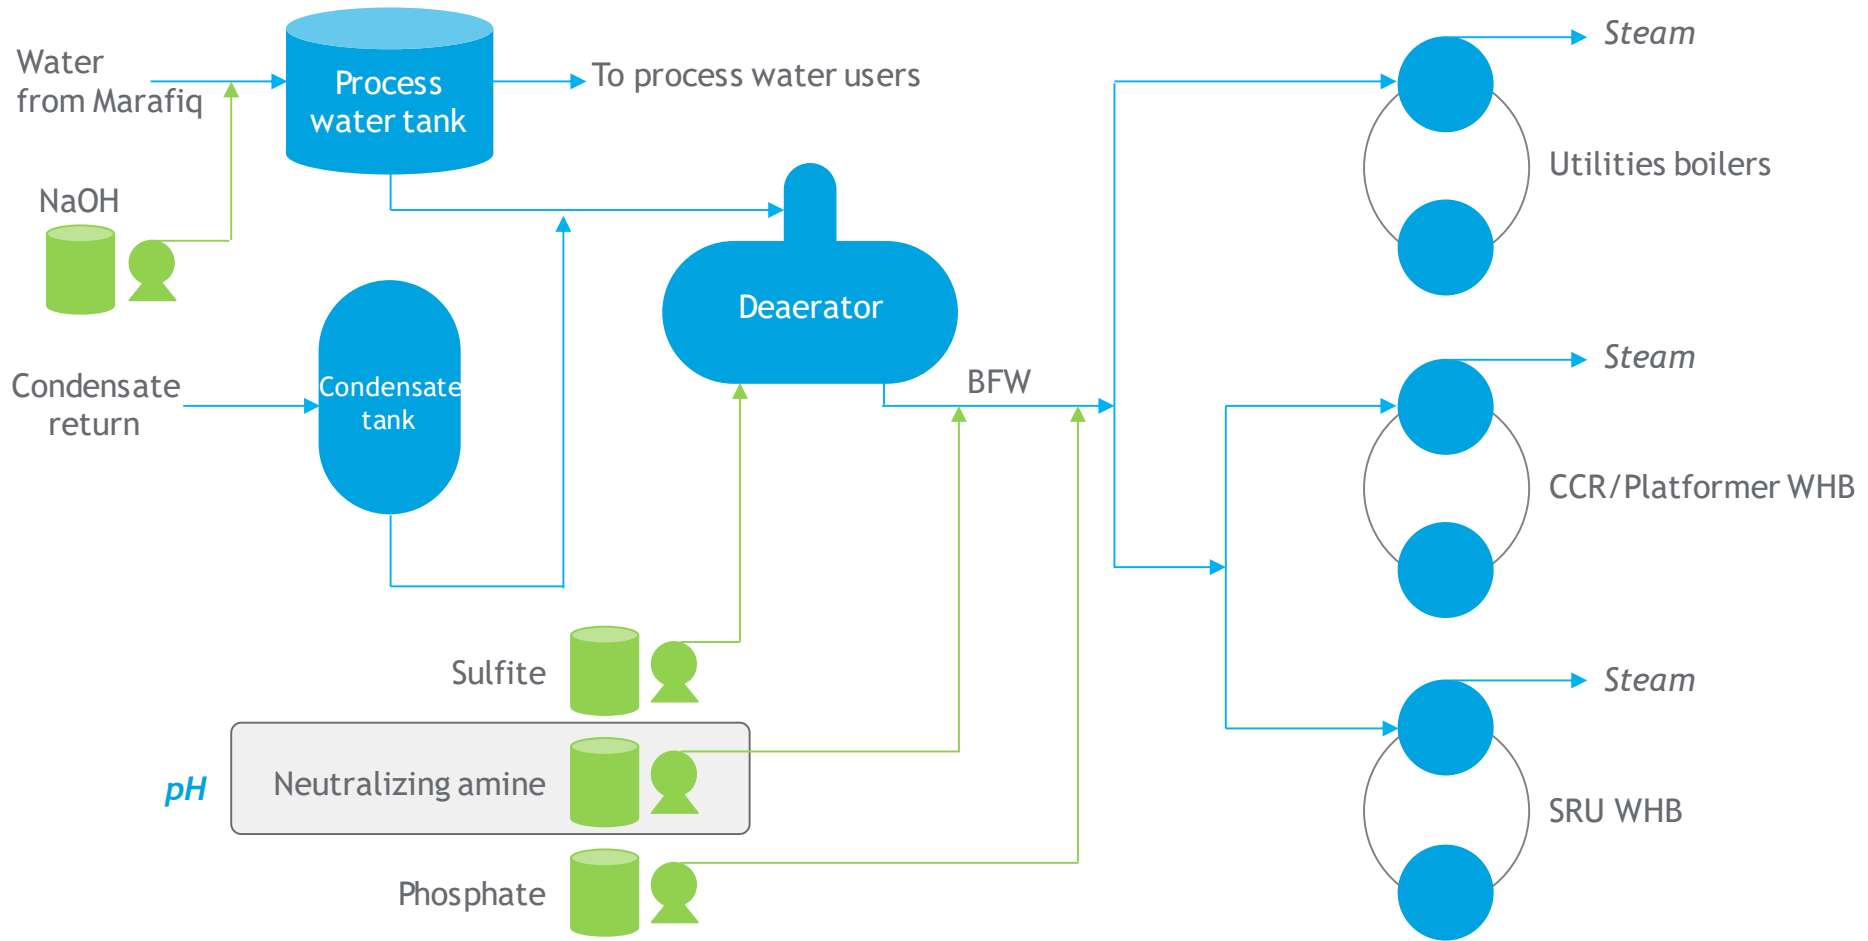 Water
from Marafiq
Process
water tank
To process water users
Steam
Utilities boilers
NaOH
Deaerator
Condensate
return
Condensate
tank
BFW
Steam
CCR/Platformer WHB
Sulfite
pH
Neutralizing amine
Phosphate
Steam
SRU WHB